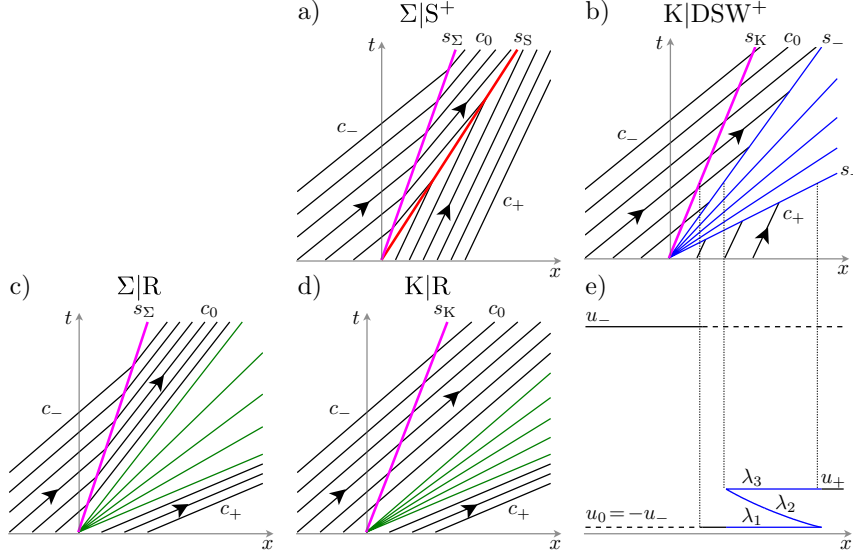 a) Σ|S⁺
t s_Σ c₀ s_S
c₋
c₊
x
b) K|DSW⁺
t s_K c₀ s₋
c₋
c₊
x
c) Σ|R
t s_Σ c₀
c₋
c₊
x
d) K|R
t s_K c₀
c₋
c₊
x
e)
u₋
λ₃ u₊
λ₂
u₀=−u₋ λ₁
x